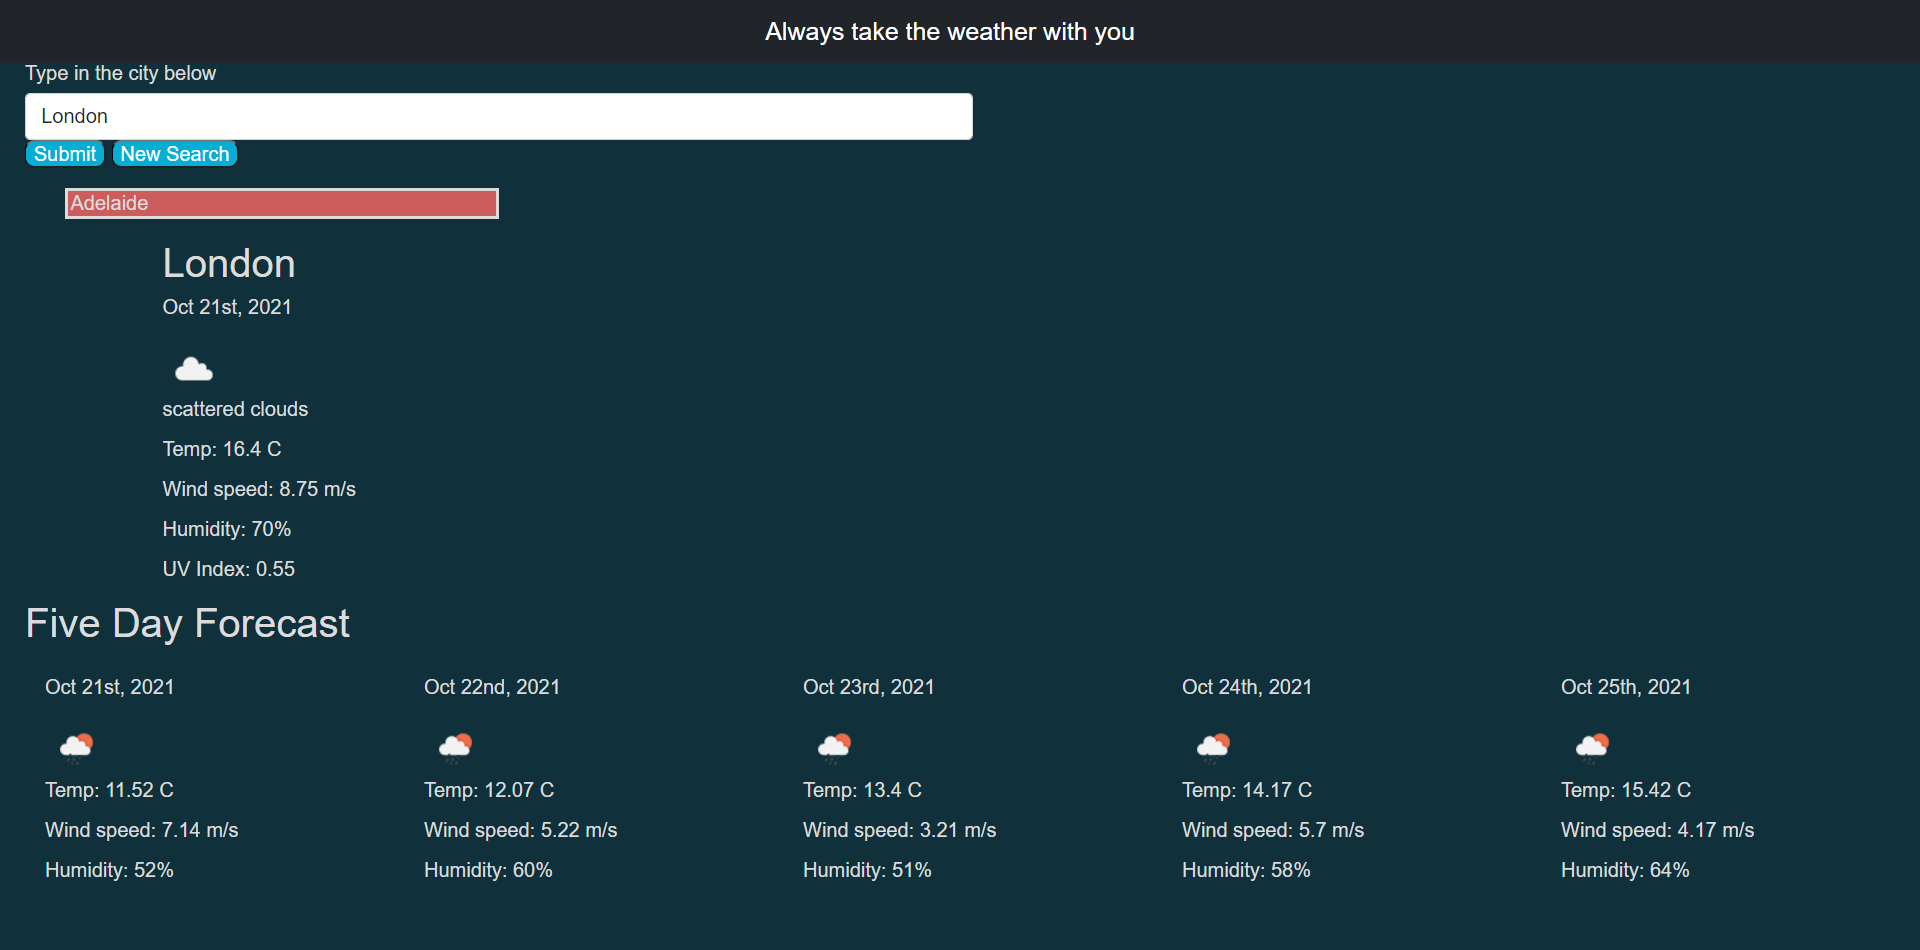 Always take the weather with you
Type in the city below
London
Submit New Search
Adelaide
London
Oct 21st, 2021
scattered clouds
Temp: 16.4 C
Wind speed: 8.75 m/s
Humidity: 70%
UV Index: 0.55
Five Day Forecast
Oct 21st, 2021
Temp: 11.52 C
Wind speed: 7.14 m/s
Humidity: 52%
Oct 22nd, 2021
Temp: 12.07 C
Wind speed: 5.22 m/s
Humidity: 60%
Oct 23rd, 2021
Temp: 13.4 C
Wind speed: 3.21 m/s
Humidity: 51%
Oct 24th, 2021
Temp: 14.17 C
Wind speed: 5.7 m/s
Humidity: 58%
Oct 25th, 2021
Temp: 15.42 C
Wind speed: 4.17 m/s
Humidity: 64%